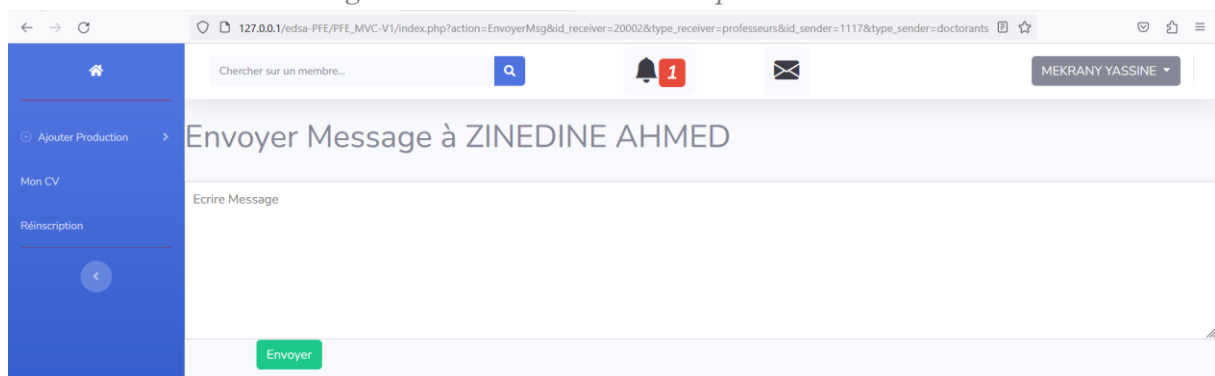 127.0.0.1/edsa-PFE/PFE_MVC-V1/index.php?action=EnvoyerMsg&id_receiver=20002&type_receiver=professeurs&id_sender=1117&type_sender=doctorants
Chercher sur un membre...
1
MEKRANY YASSINE
Ajouter Production
Envoyer Message à ZINEDINE AHMED
Mon CV
Ecrire Message
Réinscription
Envoyer